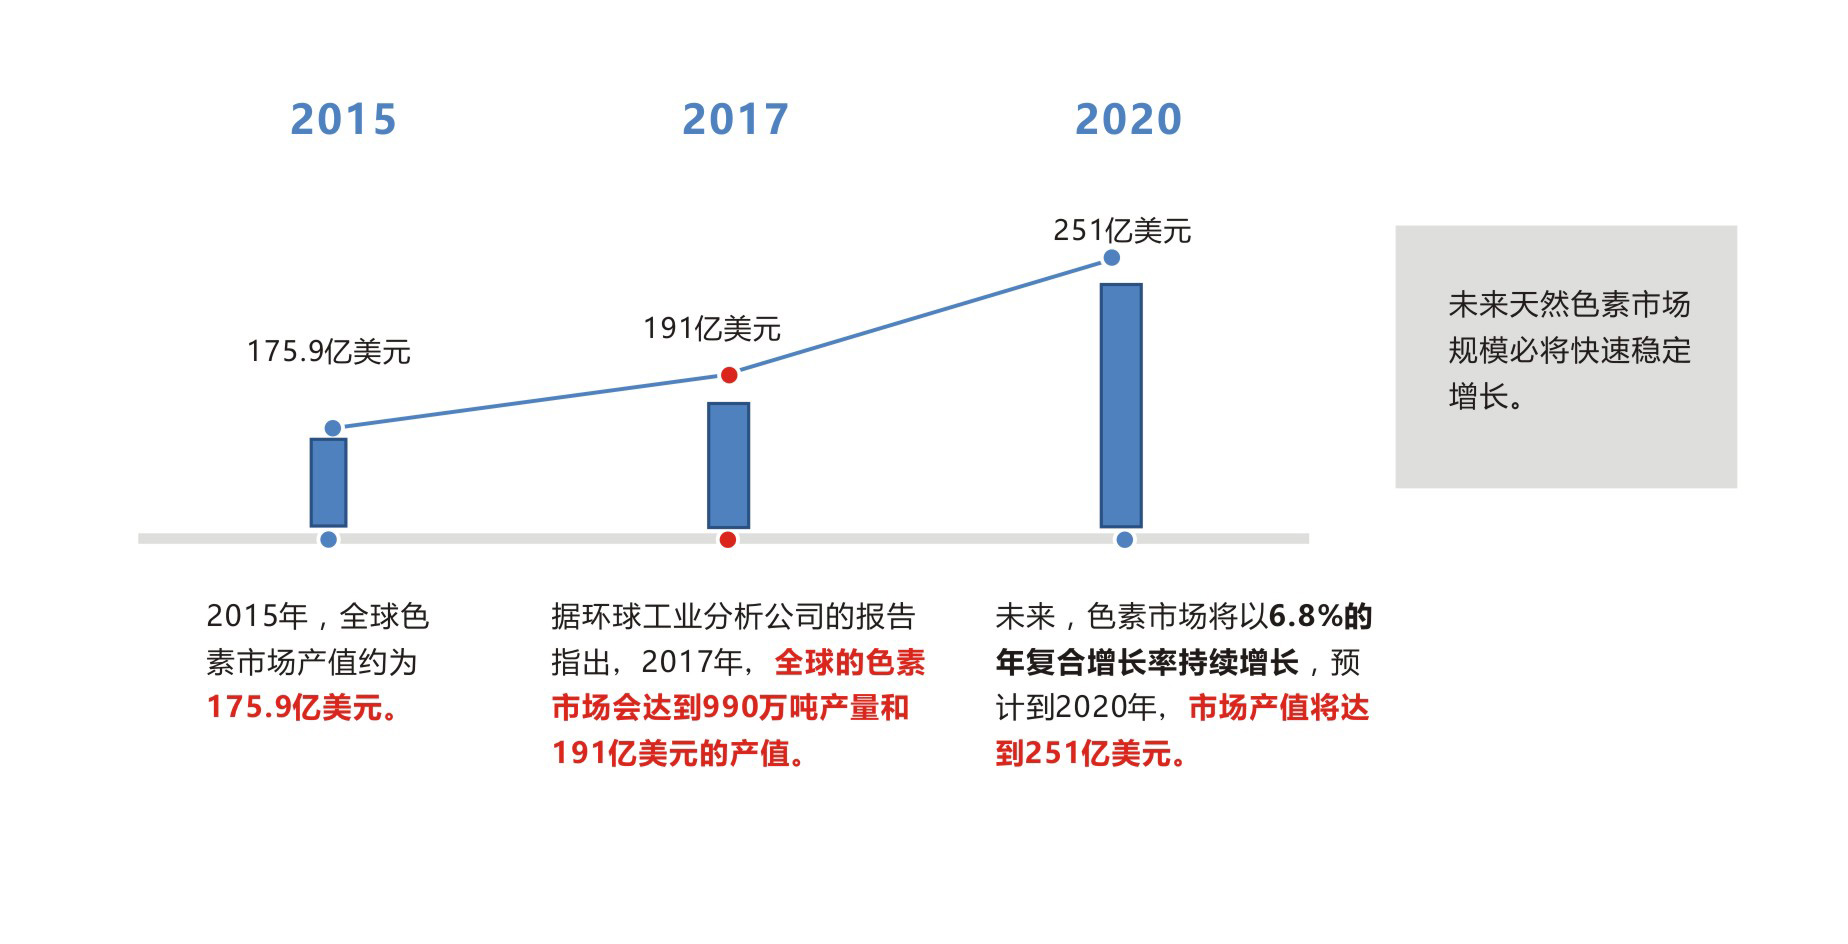 2015
2017
2020
251亿美元
191亿美元
175.9亿美元
未来天然色素市场
规模必将快速稳定
增长。
2015年，全球色
素市场产值约为
175.9亿美元。
据环球工业分析公司的报告
指出，2017年，全球的色素
市场会达到990万吨产量和
191亿美元的产值。
未来，色素市场将以6.8%的
年复合增长率持续增长，预
计到2020年，市场产值将达
到251亿美元。